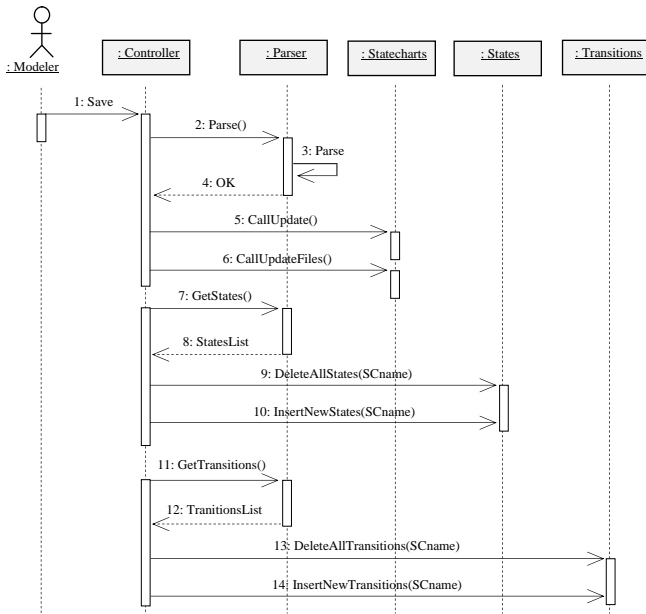 : Modeler
: Controller
: Parser
: Statecharts
: States
: Transitions
1: Save
2: Parse()
3: Parse
4: OK
5: CallUpdate()
6: CallUpdateFiles()
7: GetStates()
8: StatesList
9: DeleteAllStates(SCname)
10: InsertNewStates(SCname)
11: GetTransitions()
12: TranitionsList
13: DeleteAllTransitions(SCname)
14: InsertNewTransitions(SCname)